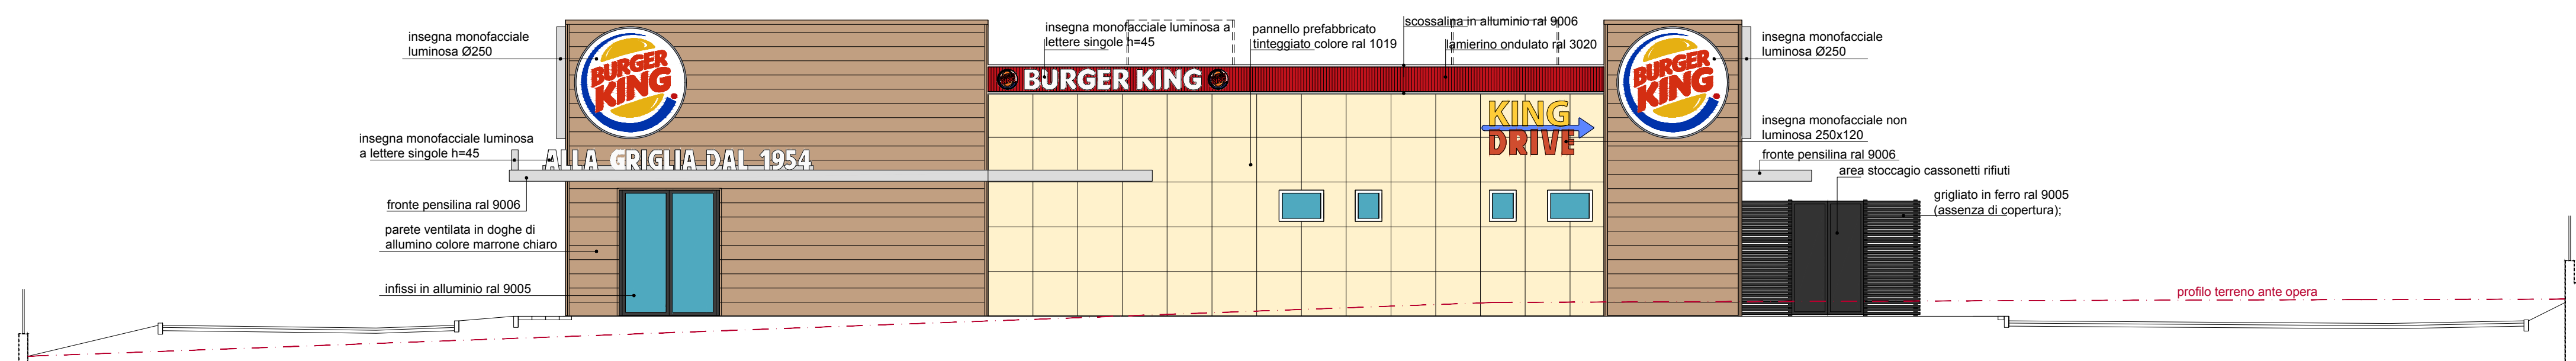 insegna monofacciale
luminosa Ø250
BURGER
KING
insegna monofacciale luminosa
a lettere singole h=45
ALLA GRIGLIA DAL 1954
fronte pensilina ral 9006
parete ventilata in doghe di
allumino colore marrone chiaro
infissi in alluminio ral 9005
insegna monofacciale luminosa a
lettere singole h=45
BURGER KING
pannello prefabbricato
tinteggiato colore ral 1019
scossalina in alluminio ral 9006
lamierino ondulato ral 3020
KING
DRIVE
BURGER
KING
insegna monofacciale
luminosa Ø250
insegna monofacciale non
luminosa 250x120
fronte pensilina ral 9006
area stoccaggio cassonetti rifiuti
grigliato in ferro ral 9005
(assenza di copertura);
profilo terreno ante opera